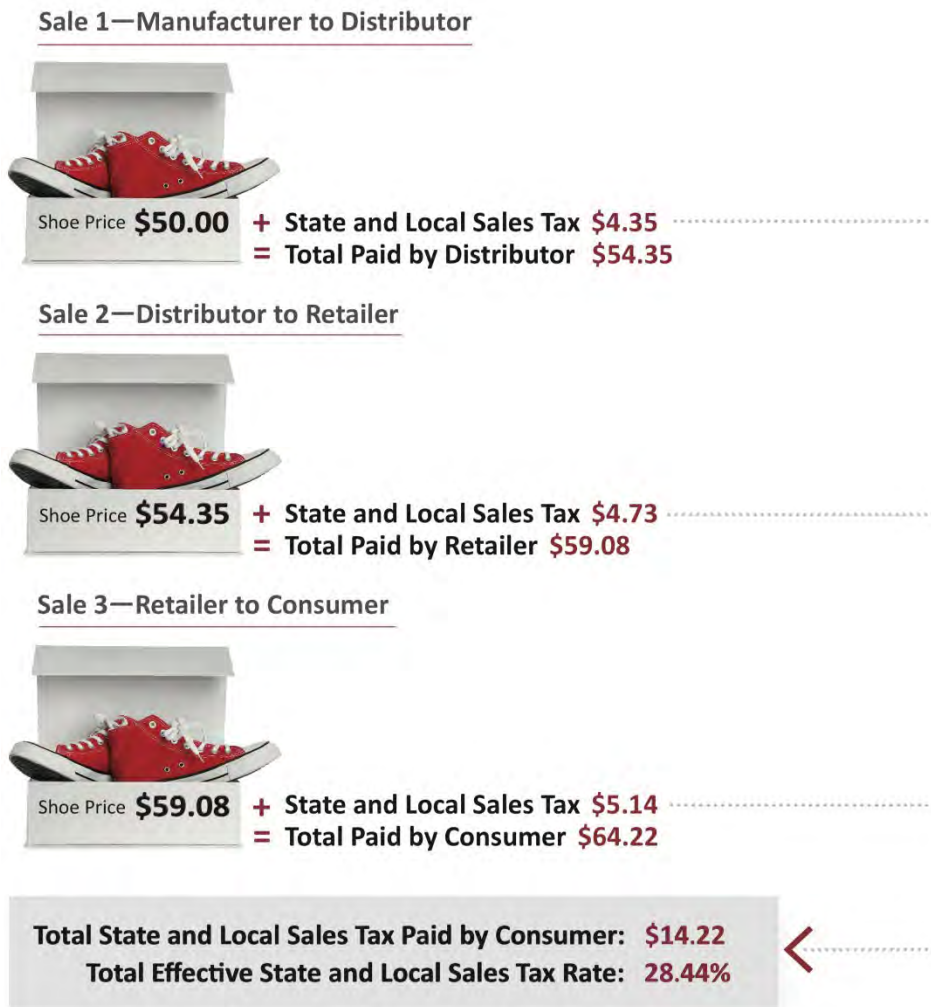 Sale 1—Manufacturer to Distributor
Shoe Price $50.00 + State and Local Sales Tax $4.35
= Total Paid by Distributor $54.35
Sale 2—Distributor to Retailer
Shoe Price $54.35 + State and Local Sales Tax $4.73
= Total Paid by Retailer $59.08
Sale 3—Retailer to Consumer
Shoe Price $59.08 + State and Local Sales Tax $5.14
= Total Paid by Consumer $64.22
Total State and Local Sales Tax Paid by Consumer: $14.22
Total Effective State and Local Sales Tax Rate: 28.44%